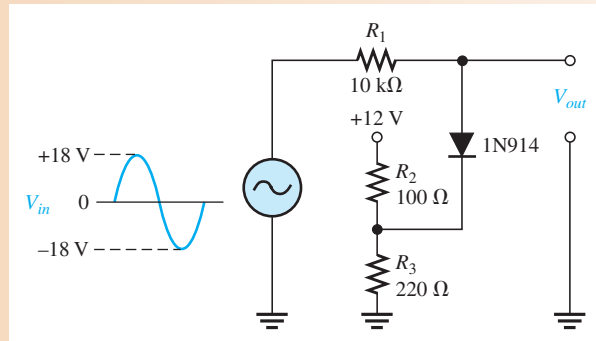 R1
10 kΩ
+12 V
Vout
1N914
+18 V
R2
100 Ω
Vin
0
–18 V
R3
220 Ω